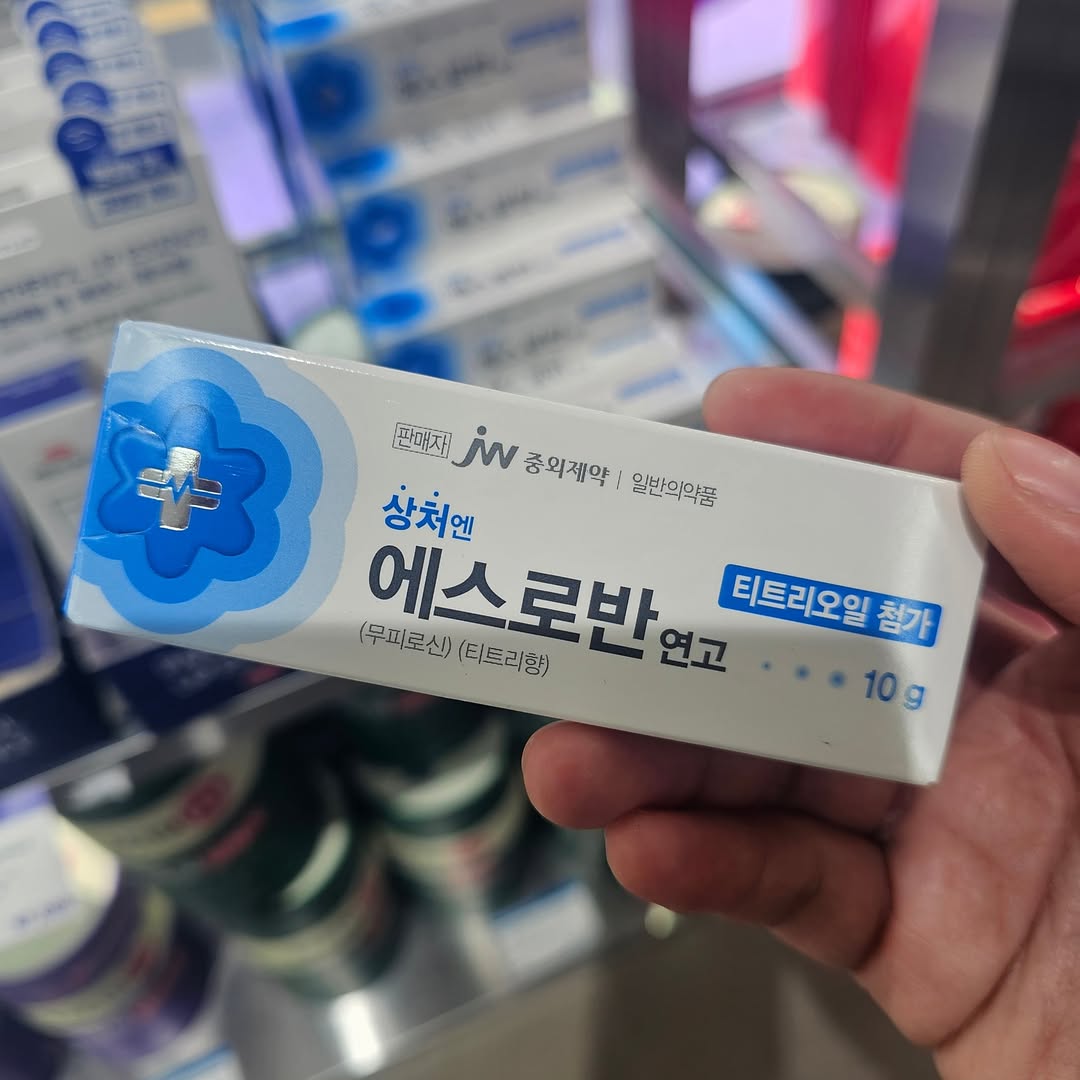 판매자 jw 중외제약 | 일반의약품
상처엔
에스로반 연고
(무피로신) (티트리향)
티트리오일 첨가
10 g